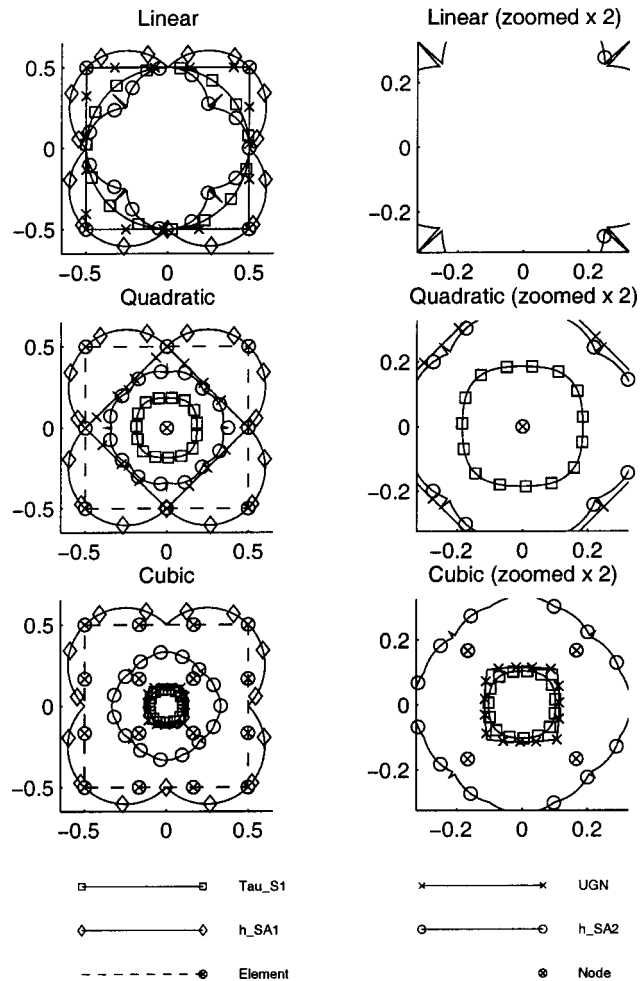 Linear
Linear (zoomed x 2)
0.5
0
−0.5
−0.5 0 0.5
0.2
0
−0.2
−0.2 0 0.2
Quadratic
Quadratic (zoomed x 2)
0.5
0
−0.5
−0.5 0 0.5
0.2
0
−0.2
−0.2 0 0.2
Cubic
Cubic (zoomed x 2)
0.5
0
−0.5
−0.5 0 0.5
0.2
0
−0.2
−0.2 0 0.2
Tau_S1
UGN
h_SA1
h_SA2
Element
Node